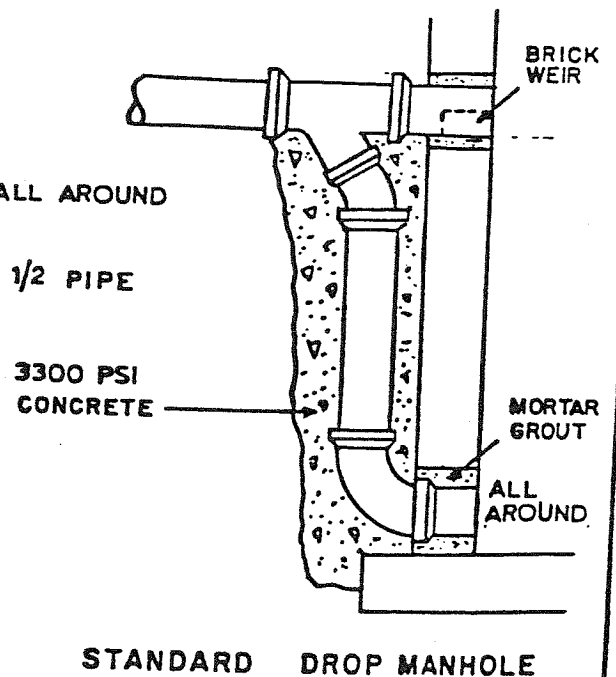 BRICK
WEIR
ALL AROUND
1/2 PIPE
3300 PSI
CONCRETE
MORTAR
GROUT
ALL
AROUND
STANDARD DROP MANHOLE